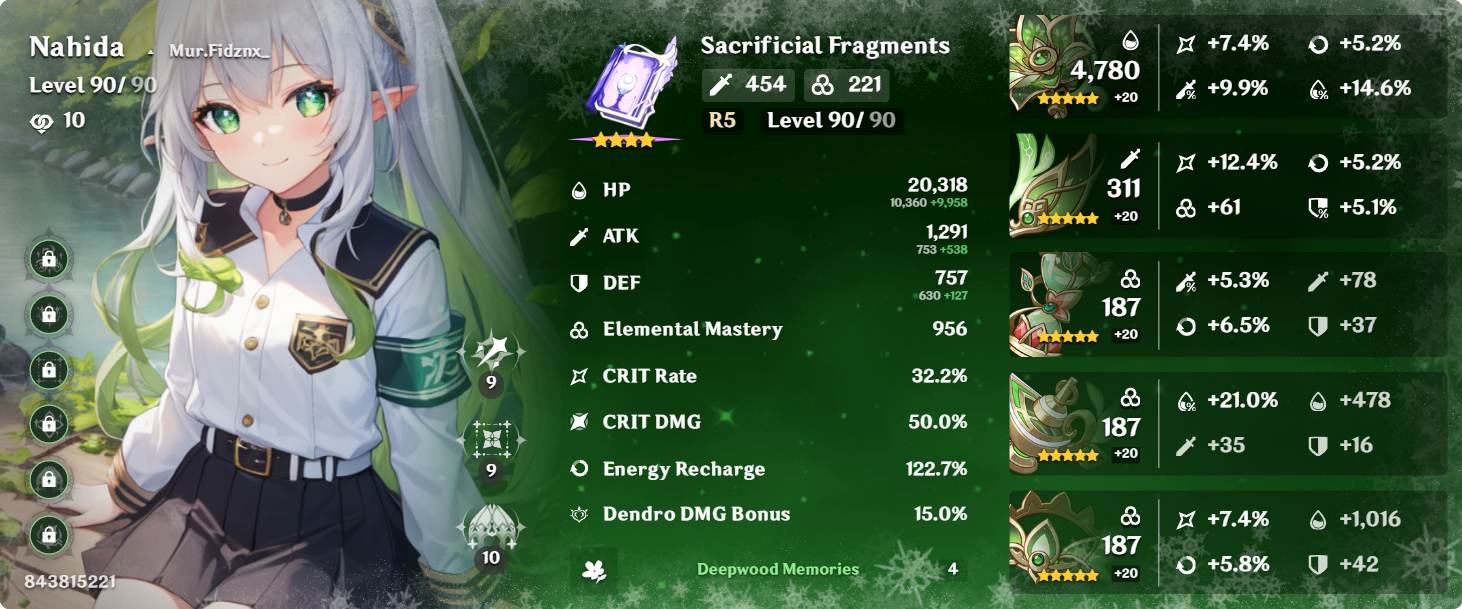 Nahida
Mur.Fidznx_
Level 90/ 90
10
9
9
10
843815221
Sacrificial Fragments
454 221
R5 Level 90/ 90
HP 20,318
10,360 +9,958
ATK 1,291
753 +538
DEF 757
630 +127
Elemental Mastery 956
CRIT Rate 32.2%
CRIT DMG 50.0%
Energy Recharge 122.7%
Dendro DMG Bonus 15.0%
Deepwood Memories 4
4,780
+20
+7.4% +5.2%
+9.9% +14.6%
311
+20
+12.4% +5.2%
+61 +5.1%
187
+20
+5.3% +78
+6.5% +37
187
+20
+21.0% +478
+35 +16
187
+20
+7.4% +1,016
+5.8% +42